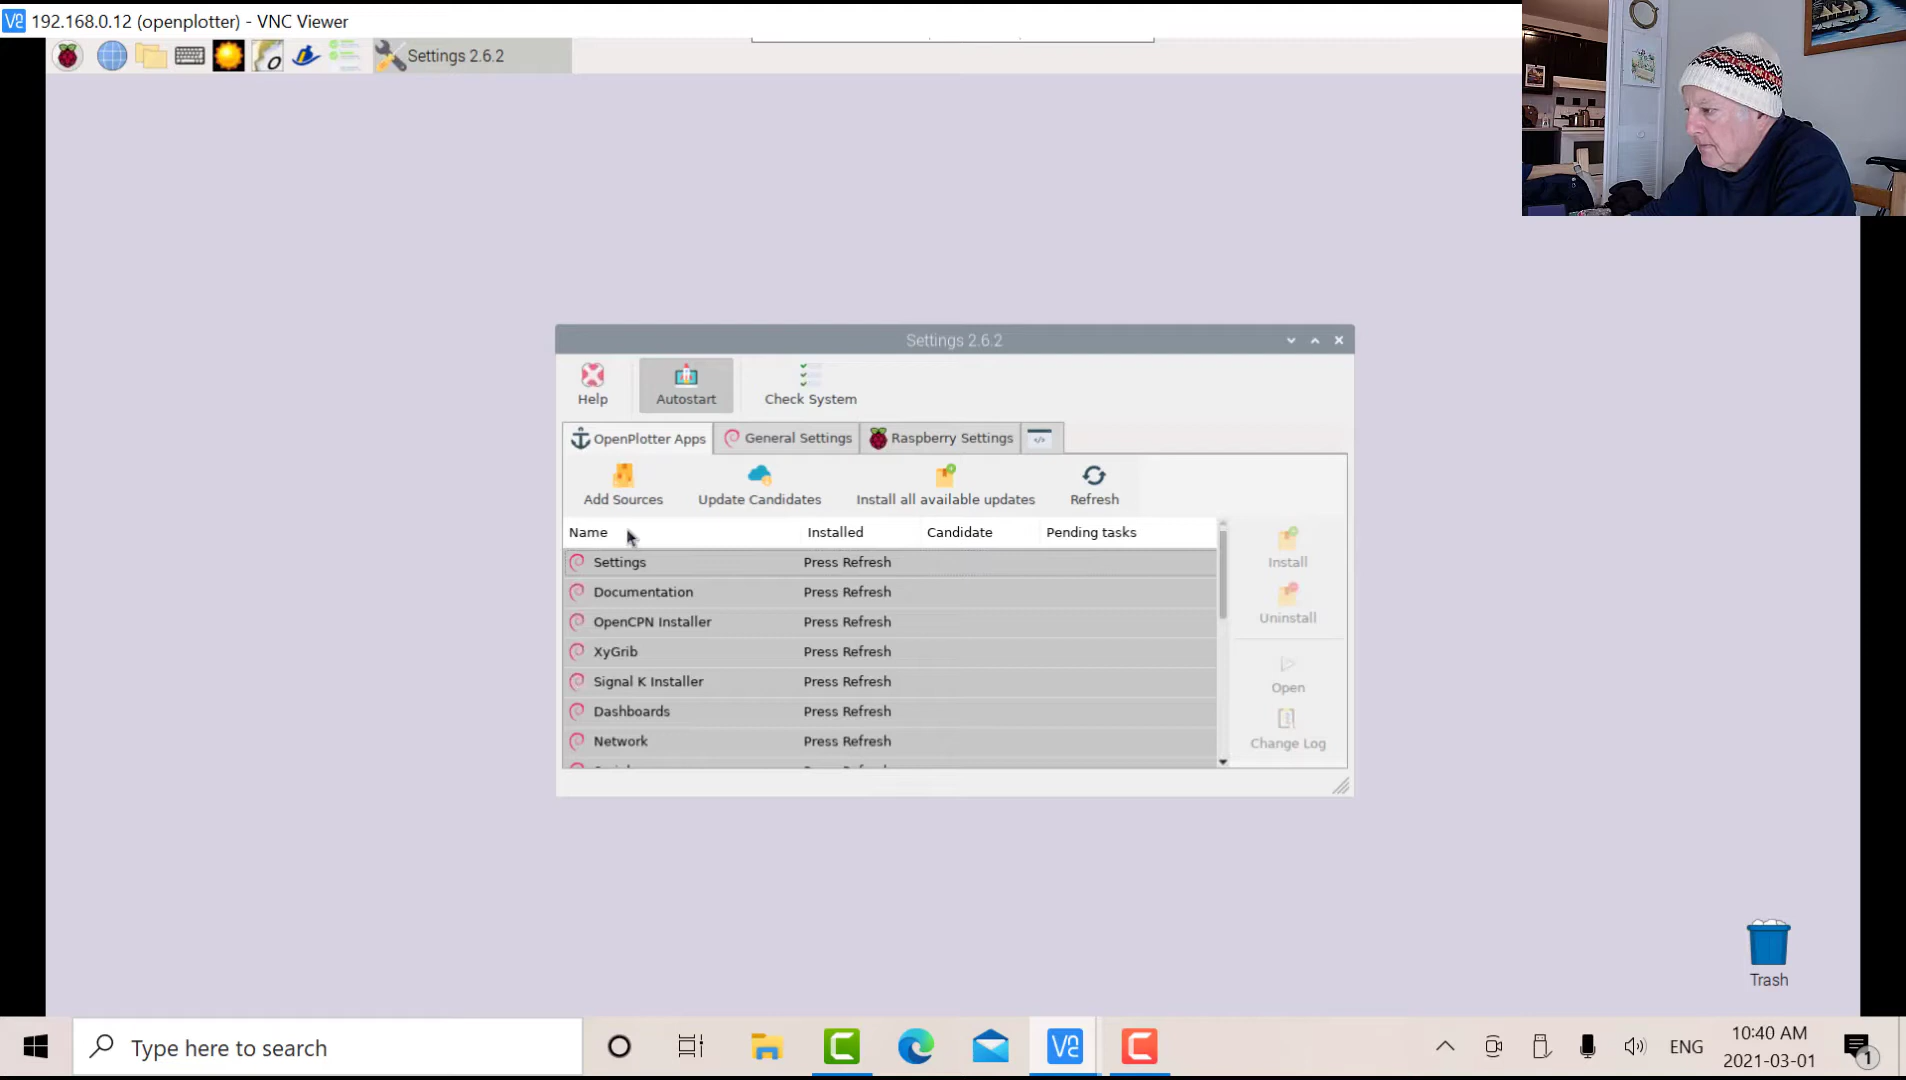 192.168.0.12 (openplotter) - VNC Viewer
Settings 2.6.2
Settings 2.6.2
Help
Autostart
Check System
OpenPlotter Apps
General Settings
Raspberry Settings
Add Sources
Update Candidates
Install all available updates
Refresh
Name Installed Candidate Pending tasks
Settings Press Refresh
Documentation Press Refresh
OpenCPN Installer Press Refresh
XyGrib Press Refresh
Signal K Installer Press Refresh
Dashboards Press Refresh
Network Press Refresh
Install
Uninstall
Open
Change Log
Trash
Type here to search
ENG
10:40 AM
2021-03-01
1